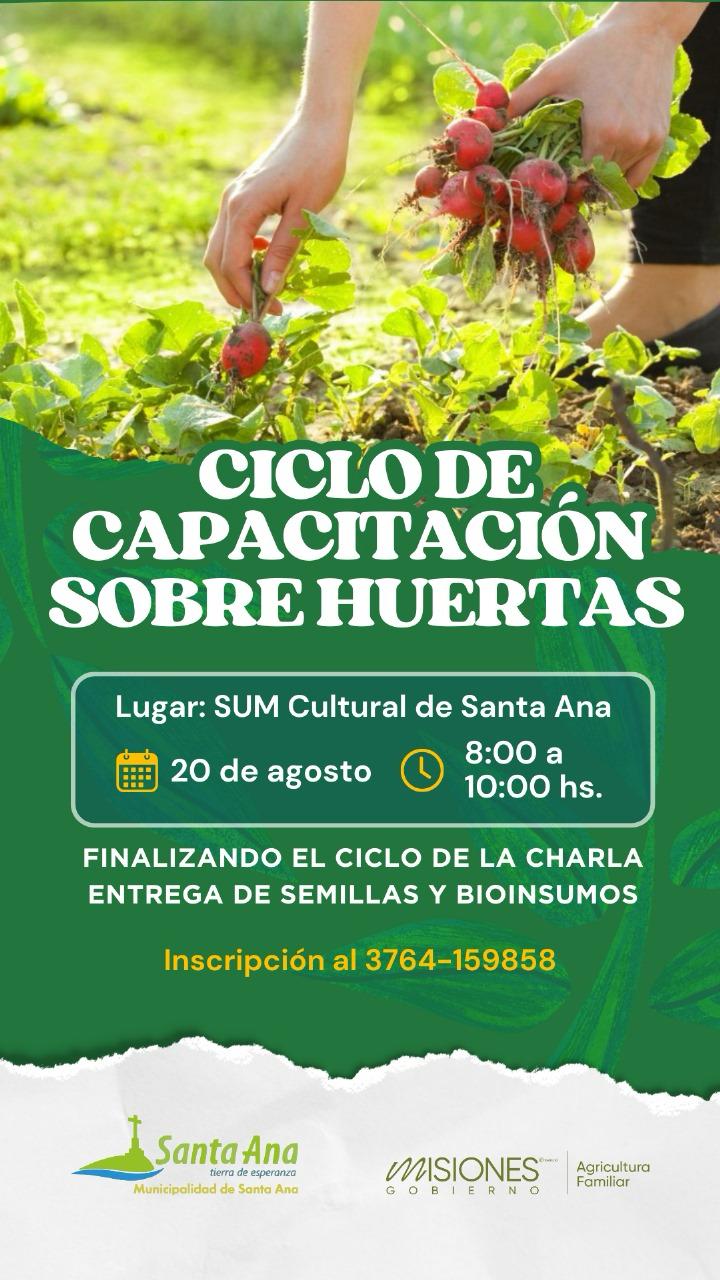 CICLO DE
CAPACITACIÓN
SOBRE HUERTAS
Lugar: SUM Cultural de Santa Ana
20 de agosto
8:00 a
10:00 hs.
FINALIZANDO EL CICLO DE LA CHARLA
ENTREGA DE SEMILLAS Y BIOINSUMOS
Inscripción al 3764-159858
Santa Ana
tierra de esperanza
Municipalidad de Santa Ana
MISIONES
GOBIERNO
Agricultura
Familiar